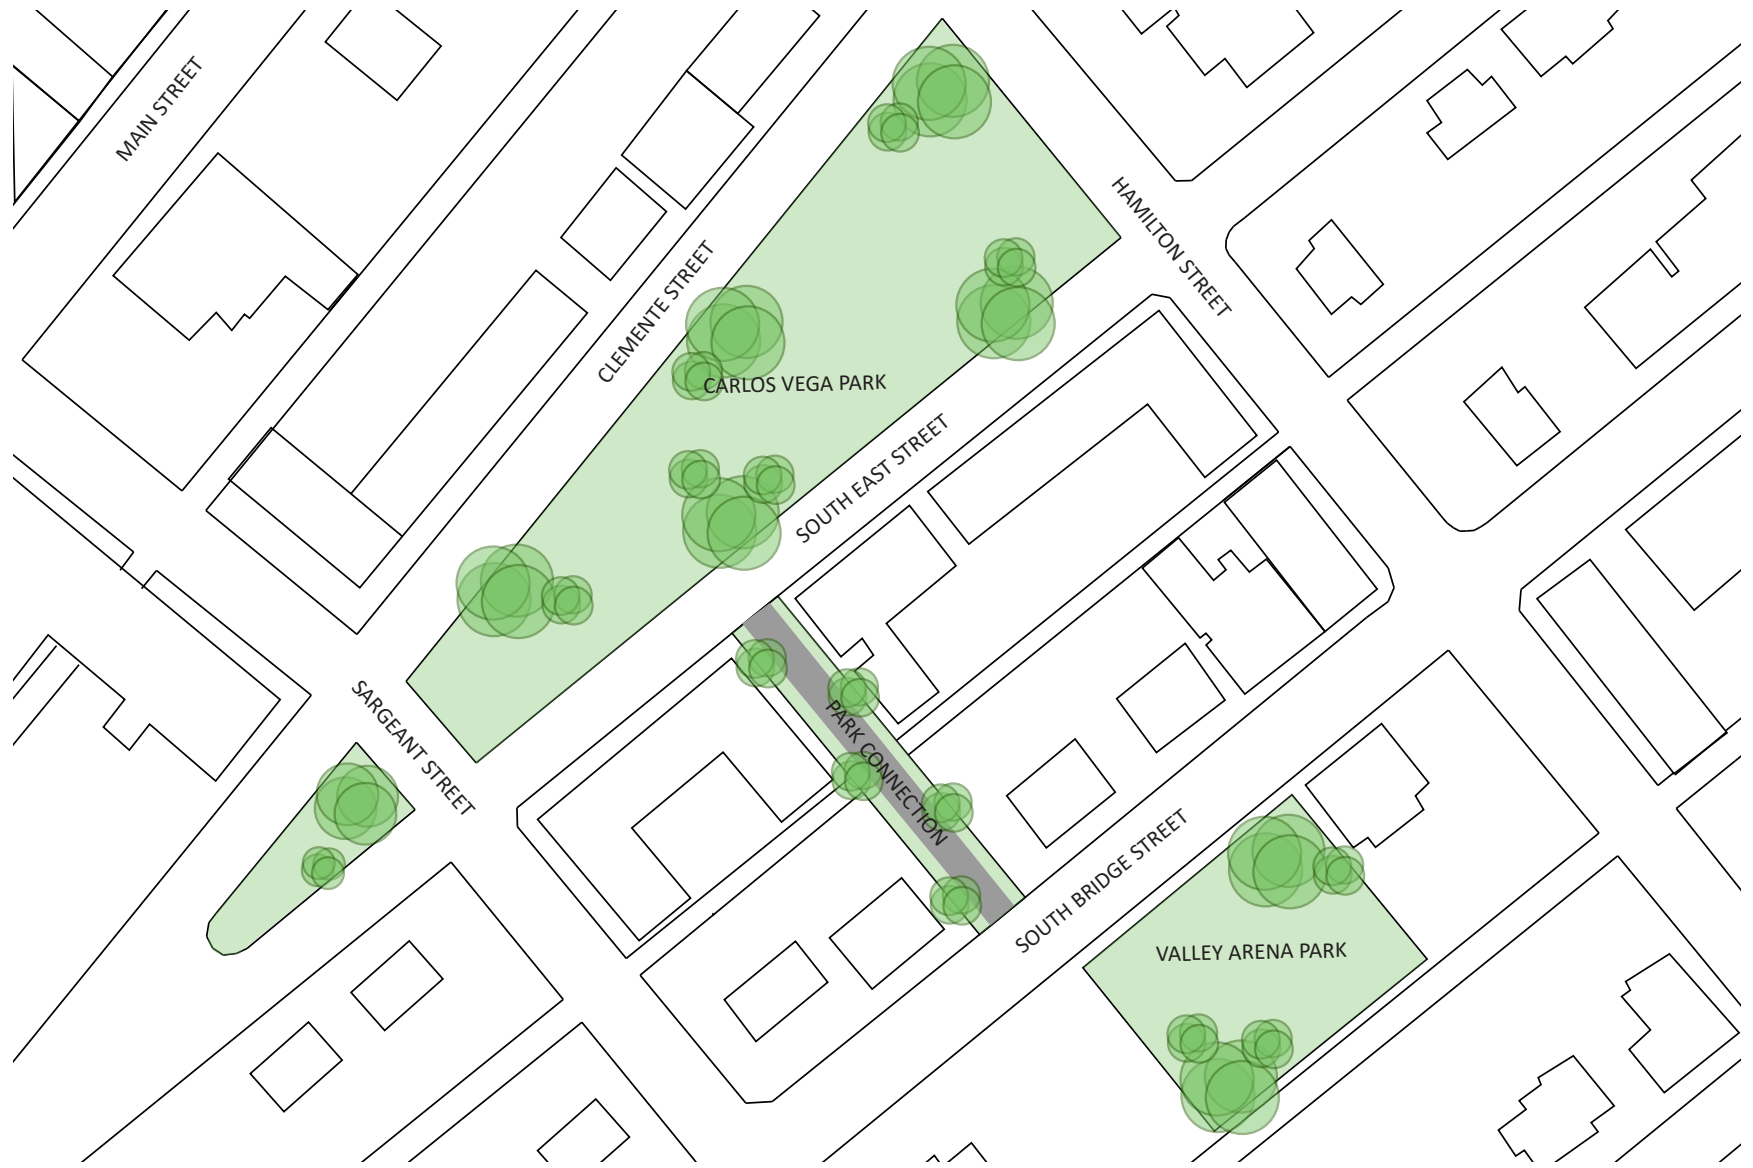 MAIN STREET
HAMILTON STREET
CLEMENTE STREET
CARLOS VEGA PARK
SOUTH EAST STREET
SARGEANT STREET
PARK CONNECTION
SOUTH BRIDGE STREET
VALLEY ARENA PARK